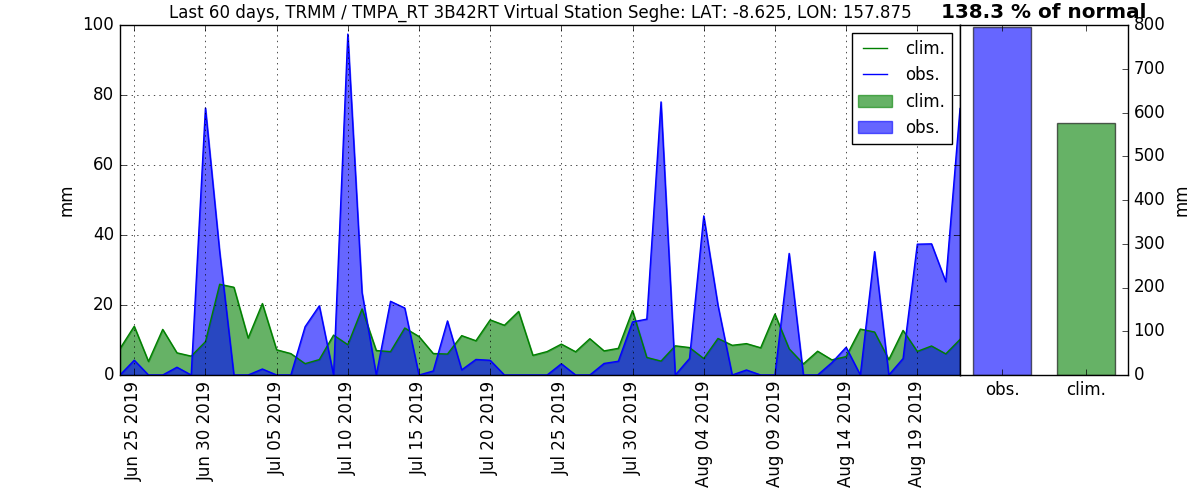 Last 60 days, TRMM / TMPA_RT 3B42RT Virtual Station Seghe: LAT: -8.625, LON: 157.875
138.3 % of normal
100
80
60
40
20
0
mm
clim.
obs.
clim.
obs.
800
700
600
500
400
300
200
100
0
mm
Jun 25 2019
Jun 30 2019
Jul 05 2019
Jul 10 2019
Jul 15 2019
Jul 20 2019
Jul 25 2019
Jul 30 2019
Aug 04 2019
Aug 09 2019
Aug 14 2019
Aug 19 2019
obs.
clim.